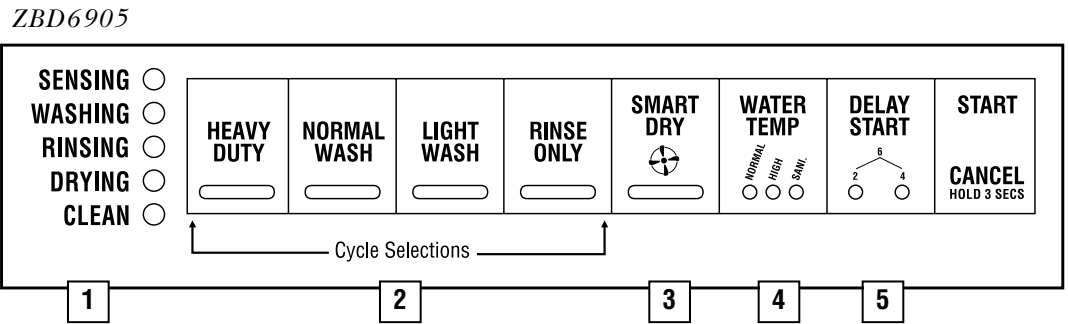 ZBD6905
SENSING
WASHING
RINSING
DRYING
CLEAN
HEAVY
DUTY
NORMAL
WASH
LIGHT
WASH
RINSE
ONLY
SMART
DRY
WATER
TEMP
NORMAL
HIGH
SANI.
DELAY
START
6
2
4
START
CANCEL
HOLD 3 SECS
Cycle Selections
1
2
3
4
5